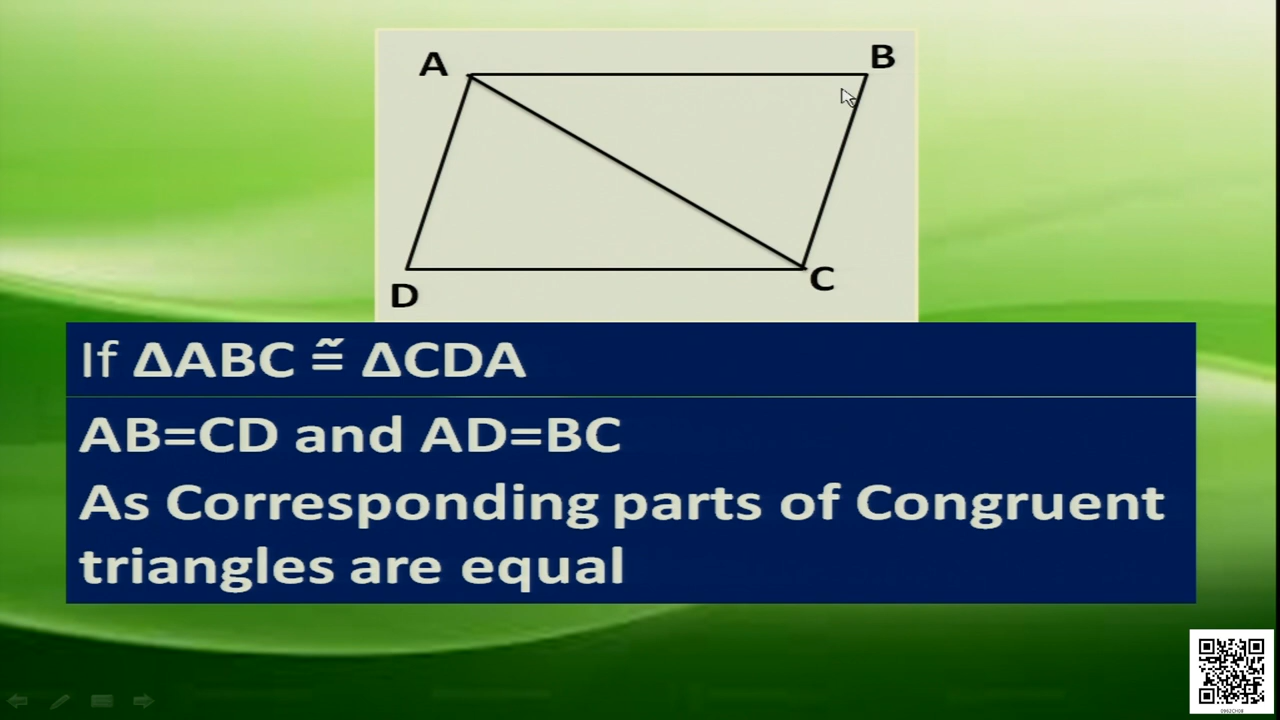 A
B
D
C
If ΔABC ≅ ΔCDA
AB=CD and AD=BC
As Corresponding parts of Congruent
triangles are equal